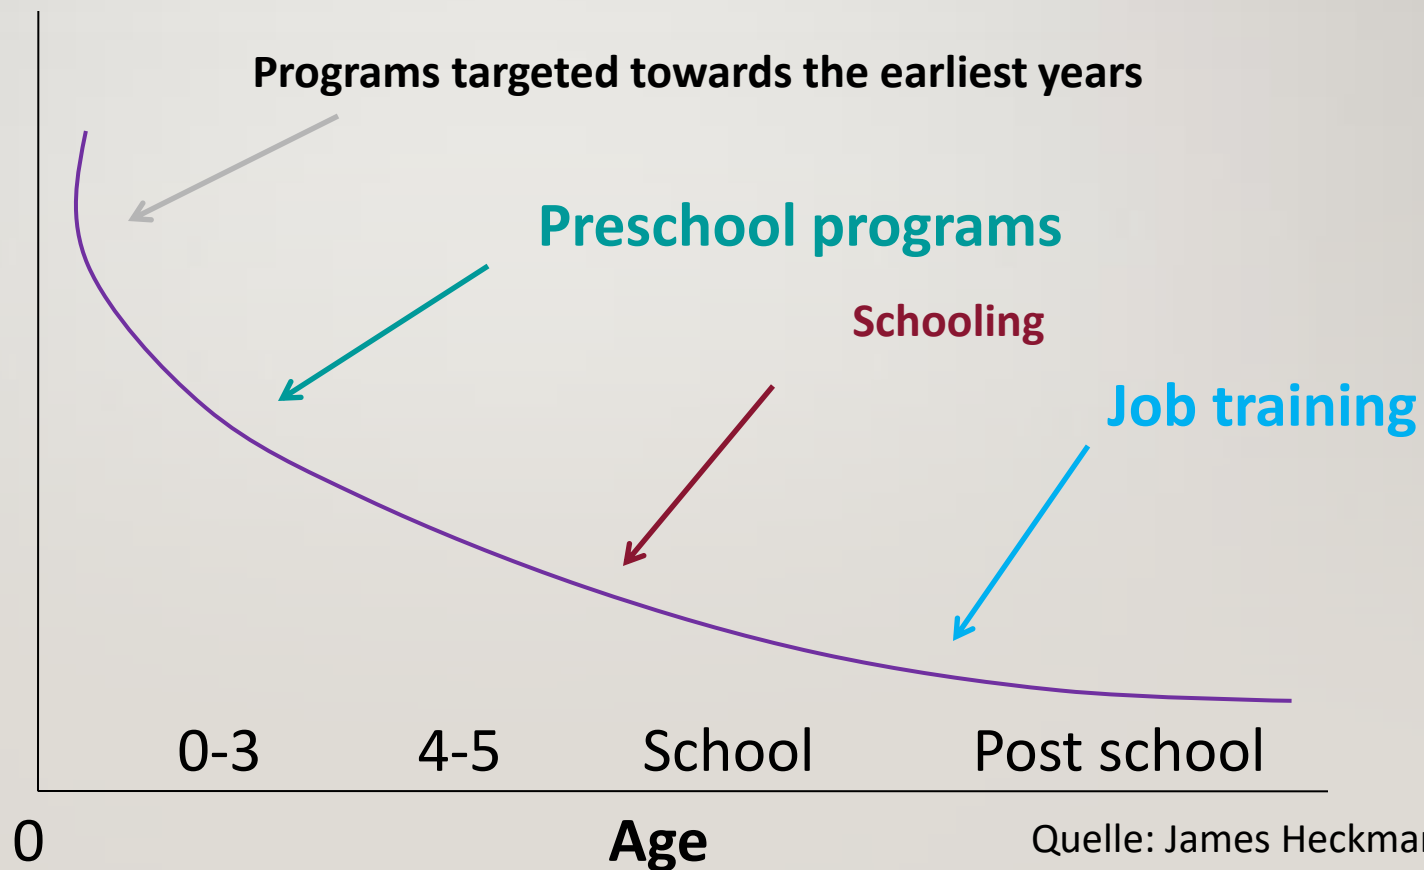 Programs targeted towards the earliest years
Preschool programs
Schooling
Job training
0-3 4-5 School Post school
0 Age Quelle: James Heckman